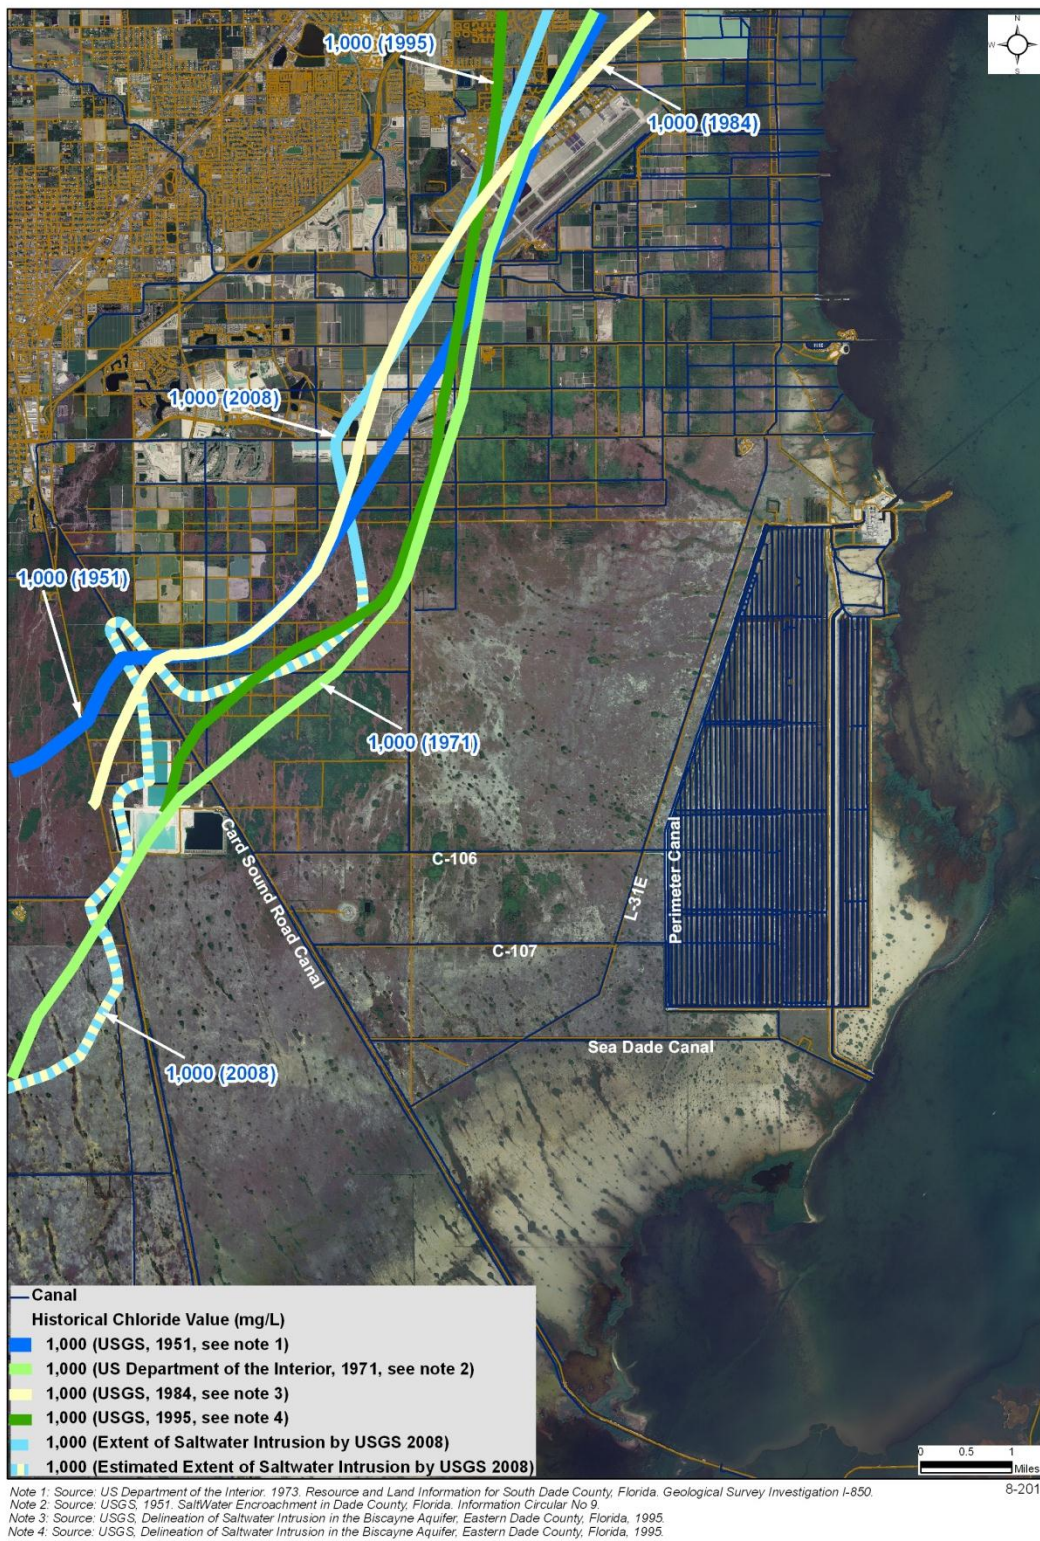 N
W
S
1,000 (1995)
1,000 (1984)
1,000 (2008)
1,000 (1951)
1,000 (1971)
C-106
Card Sound Road Canal
L-31E
Perimeter Canal
C-107
Sea Dade Canal
1,000 (2008)
Canal
Historical Chloride Value (mg/L)
1,000 (USGS, 1951, see note 1)
1,000 (US Department of the Interior, 1971, see note 2)
1,000 (USGS, 1984, see note 3)
1,000 (USGS, 1995, see note 4)
1,000 (Extent of Saltwater Intrusion by USGS 2008)
1,000 (Estimated Extent of Saltwater Intrusion by USGS 2008)
0 0.5 1
Miles
8-201
Note 1: Source: US Department of the Interior. 1973. Resource and Land Information for South Dade County, Florida. Geological Survey Investigation I-850.
Note 2: Source: USGS, 1951. SaltWater Encroachment in Dade County, Florida. Information Circular No 9.
Note 3: Source: USGS, Delineation of Saltwater Intrusion in the Biscayne Aquifer, Eastern Dade County, Florida, 1995.
Note 4: Source: USGS, Delineation of Saltwater Intrusion in the Biscayne Aquifer, Eastern Dade County, Florida, 1995.